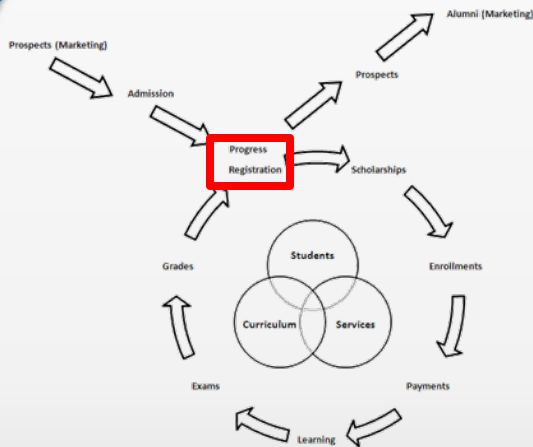 Alumni (Marketing)
Prospects (Marketing)
Prospects
Admission
Progress
Registration
Scholarships
Students
Grades
Enrollments
Curriculum
Services
Exams
Payments
Learning